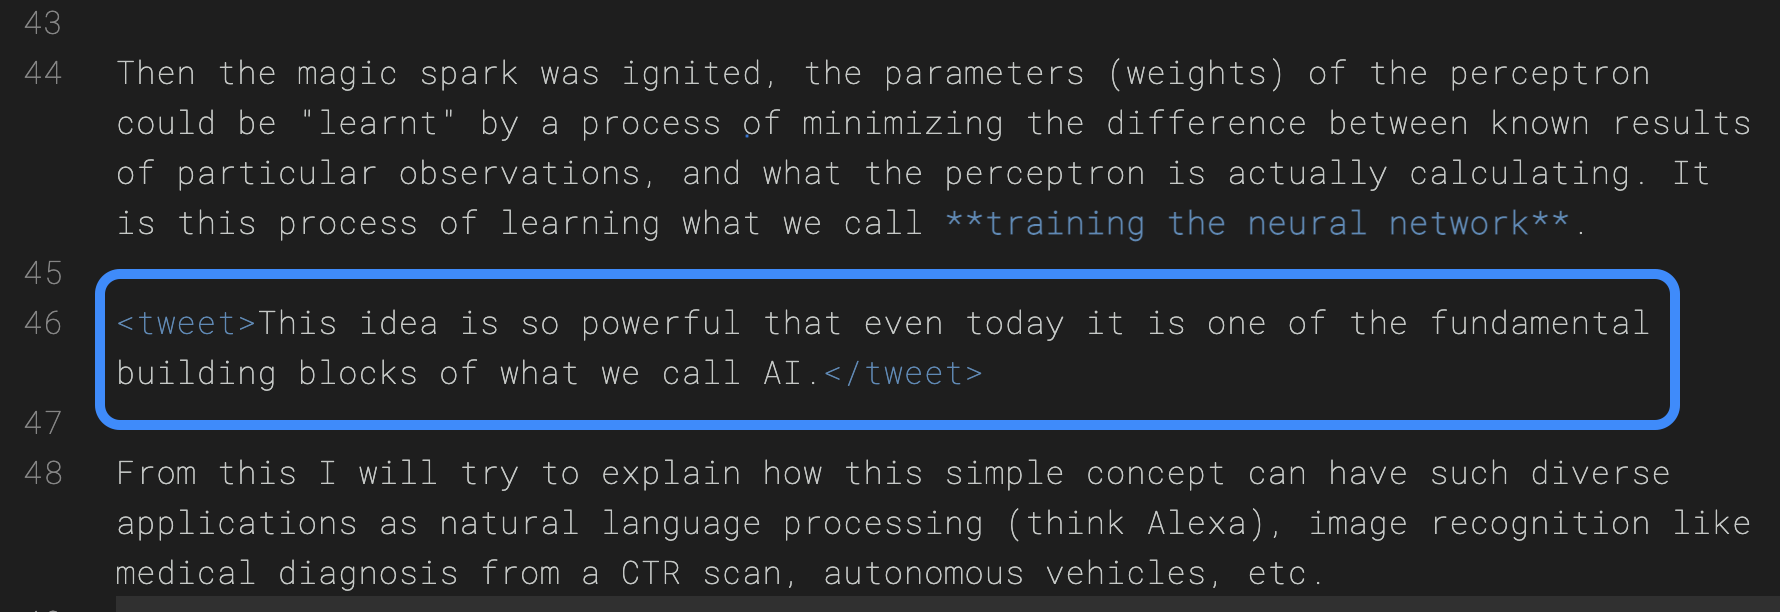 43
44 Then the magic spark was ignited, the parameters (weights) of the perceptron
could be "learnt" by a process of minimizing the difference between known results
of particular observations, and what the perceptron is actually calculating. It
is this process of learning what we call **training the neural network**.
45
46 <tweet>This idea is so powerful that even today it is one of the fundamental
building blocks of what we call AI.</tweet>
47
48 From this I will try to explain how this simple concept can have such diverse
applications as natural language processing (think Alexa), image recognition like
medical diagnosis from a CTR scan, autonomous vehicles, etc.